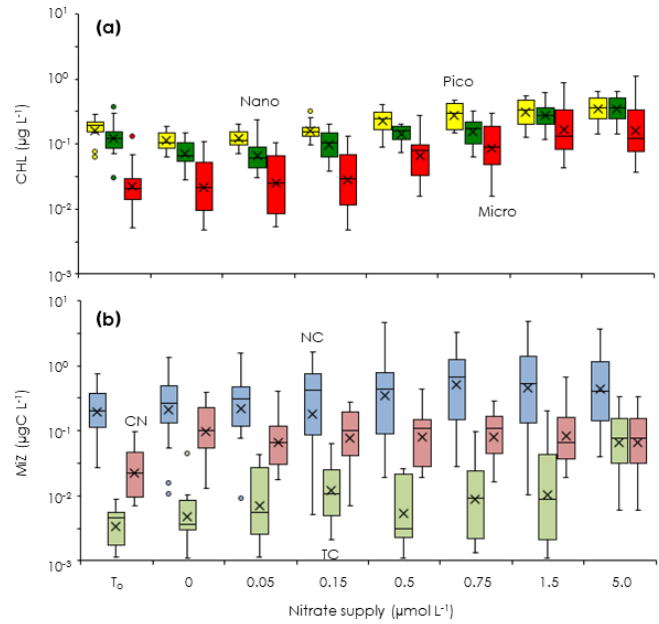 (a)
10¹
10⁰
10⁻¹
10⁻²
10⁻³
CHL (µg L⁻¹)
Nano
Pico
Micro
(b)
10¹
10⁰
10⁻¹
10⁻²
10⁻³
MiZ (µgC L⁻¹)
NC
CN
TC
T₀ 0 0.05 0.15 0.5 0.75 1.5 5.0
Nitrate supply (µmol L⁻¹)